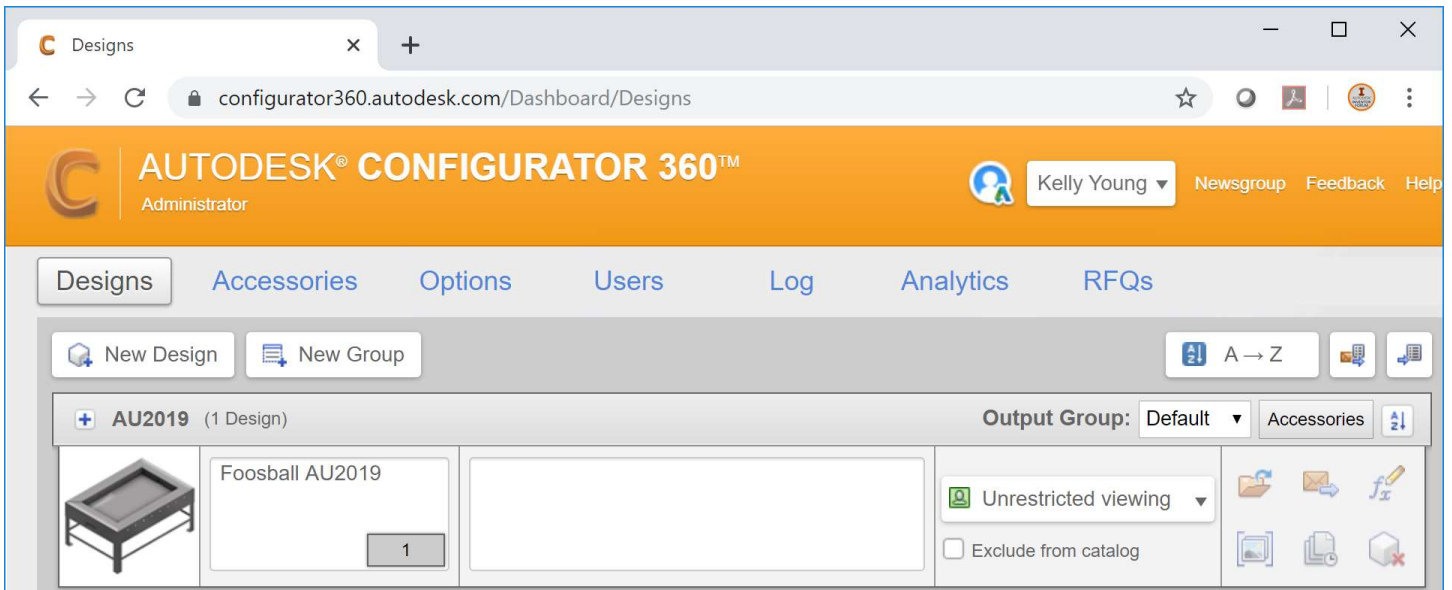 Designs
configurator360.autodesk.com/Dashboard/Designs
AUTODESK® CONFIGURATOR 360™
Administrator
Kelly Young Newsgroup Feedback Help
Designs Accessories Options Users Log Analytics RFQs
New Design New Group A → Z
AU2019 (1 Design) Output Group: Default Accessories
Foosball AU2019
Unrestricted viewing
1
Exclude from catalog